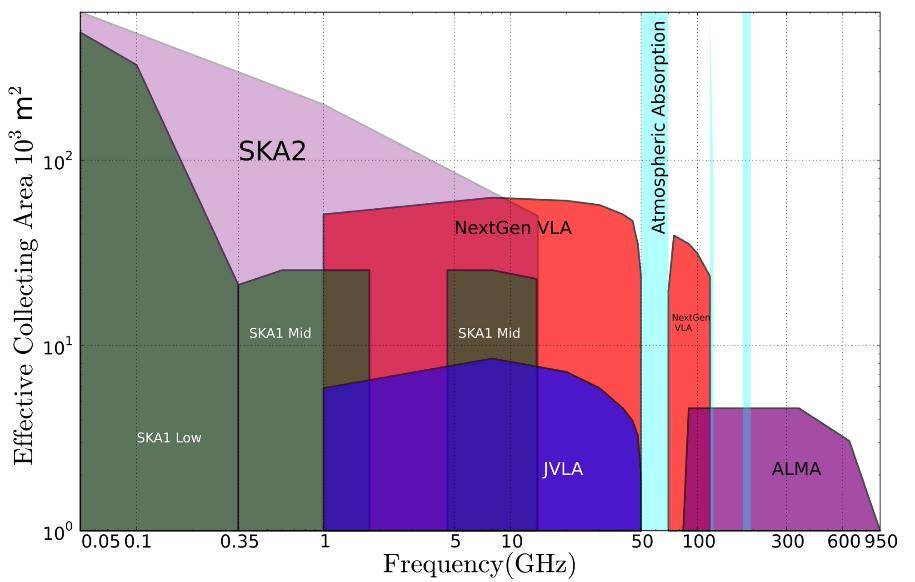 Effective Collecting Area 10³ m²
10²
10¹
10⁰
SKA2
Atmospheric Absorption
NextGen VLA
NextGen
VLA
SKA1 Mid
SKA1 Mid
SKA1 Low
JVLA
ALMA
0.05 0.1 0.35 1 5 10 50 100 300 600 950
Frequency(GHz)